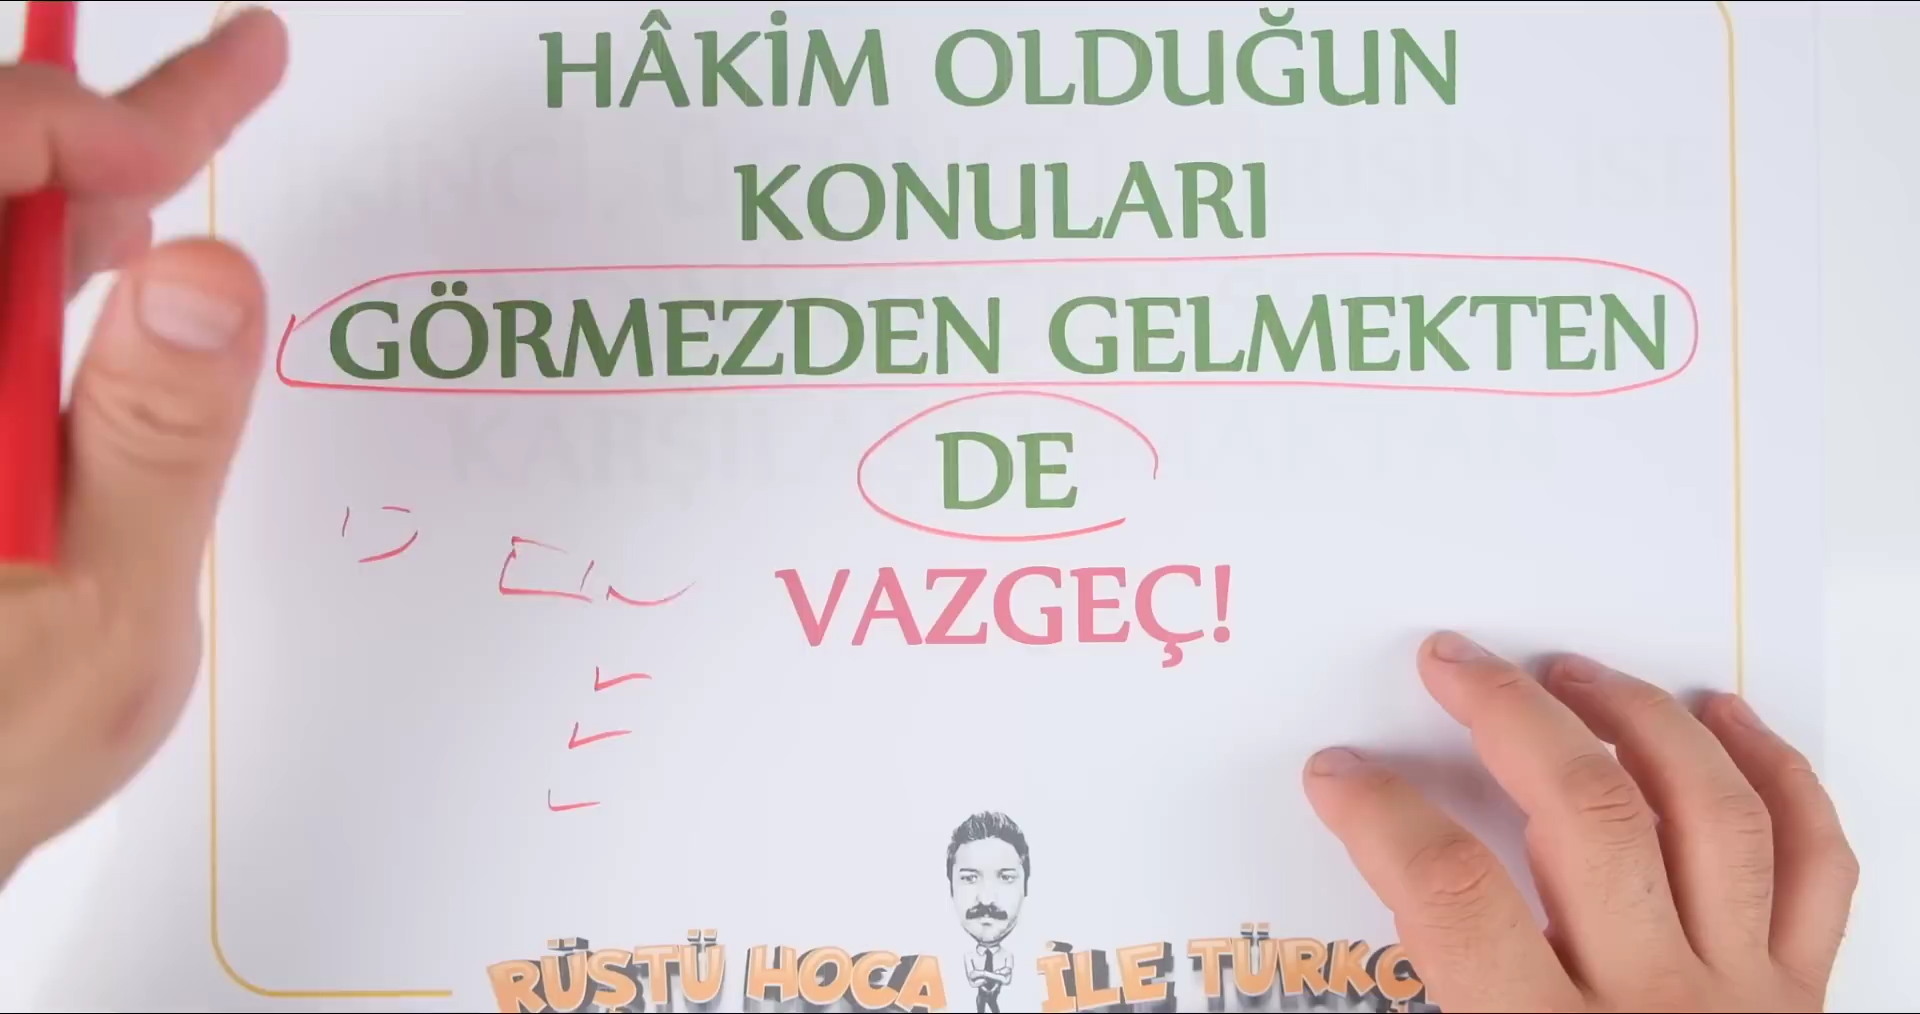 HÂKİM OLDUĞUN
KONULARI
GÖRMEZDEN GELMEKTEN
DE
VAZGEÇ!
RÜŞTÜ HOCA İLE TÜRKÇ